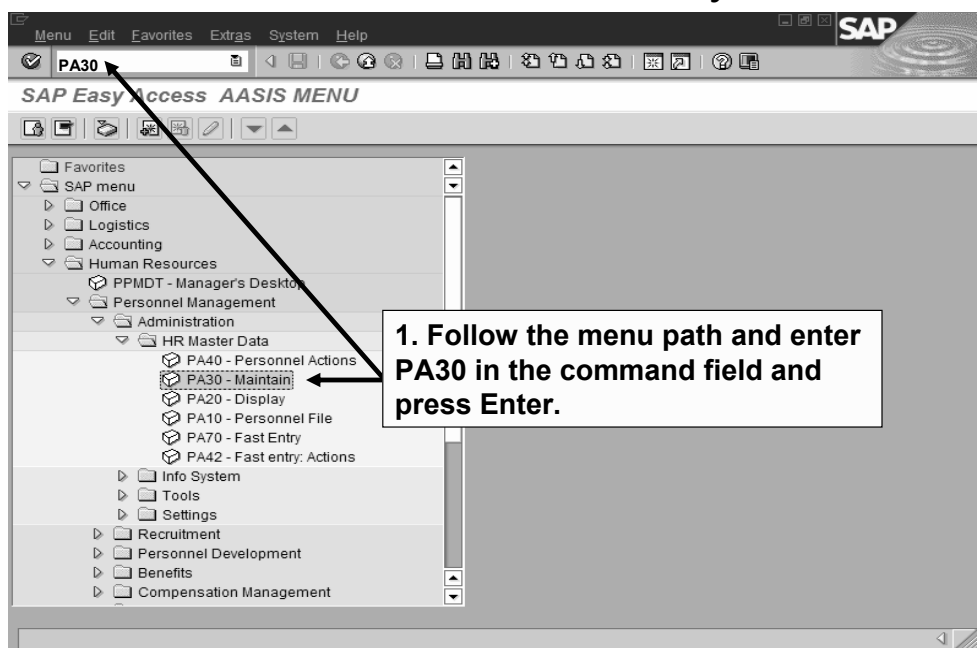 Menu Edit Favorites Extras System Help
SAP
PA30
SAP Easy Access AASIS MENU
Favorites
SAP menu
Office
Logistics
Accounting
Human Resources
PPMDT - Manager's Desktop
Personnel Management
Administration
HR Master Data
PA40 - Personnel Actions
PA30 - Maintain
PA20 - Display
PA10 - Personnel File
PA70 - Fast Entry
PA42 - Fast entry: Actions
Info System
Tools
Settings
Recruitment
Personnel Development
Benefits
Compensation Management
1. Follow the menu path and enter
PA30 in the command field and
press Enter.